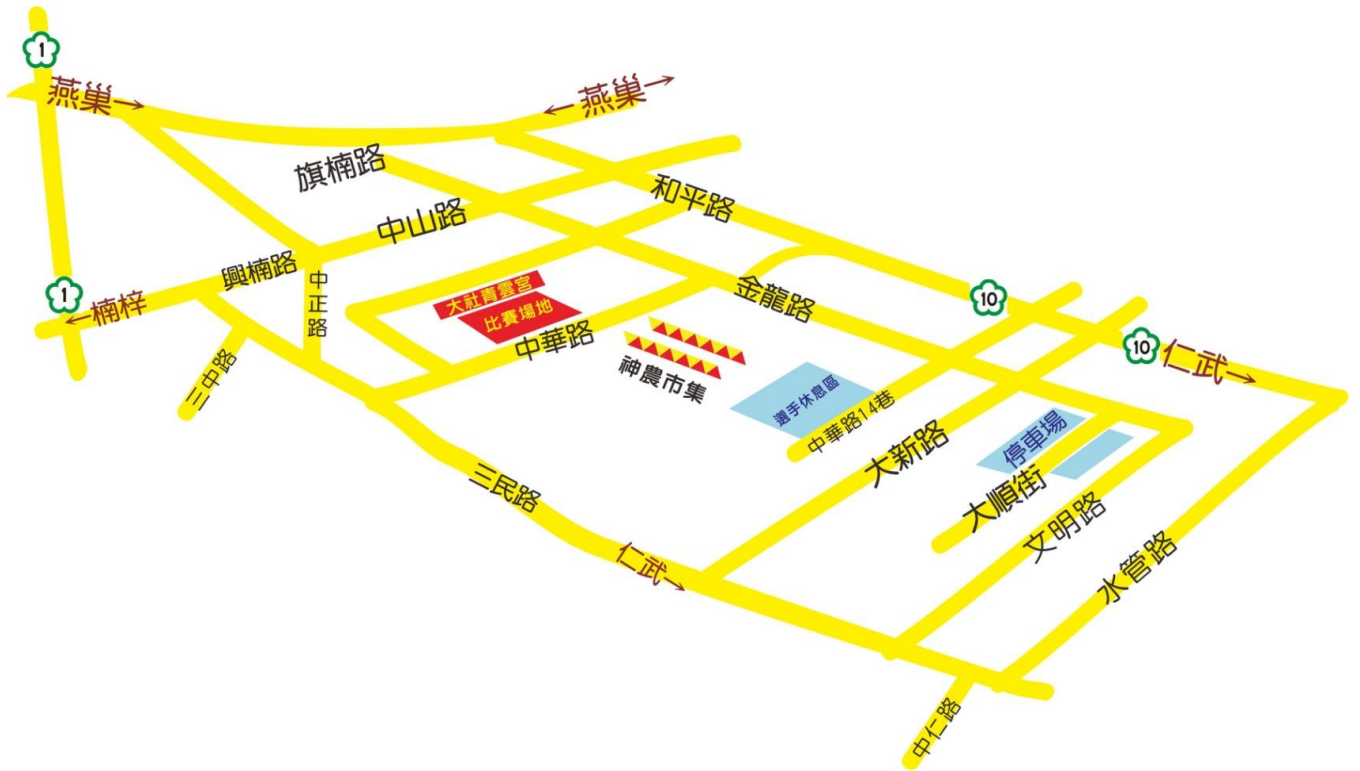 1
燕巢→
←燕巢→
旗楠路
和平路
中山路
興楠路
中正路
1
←楠梓
大社青雲宮
比賽場地
中華路
金龍路
10
10
仁武→
三中路
神農市集
選手休息區
中華路14巷
大新路
停車場
大順街
文明路
水管路
三民路
仁武→
中仁路